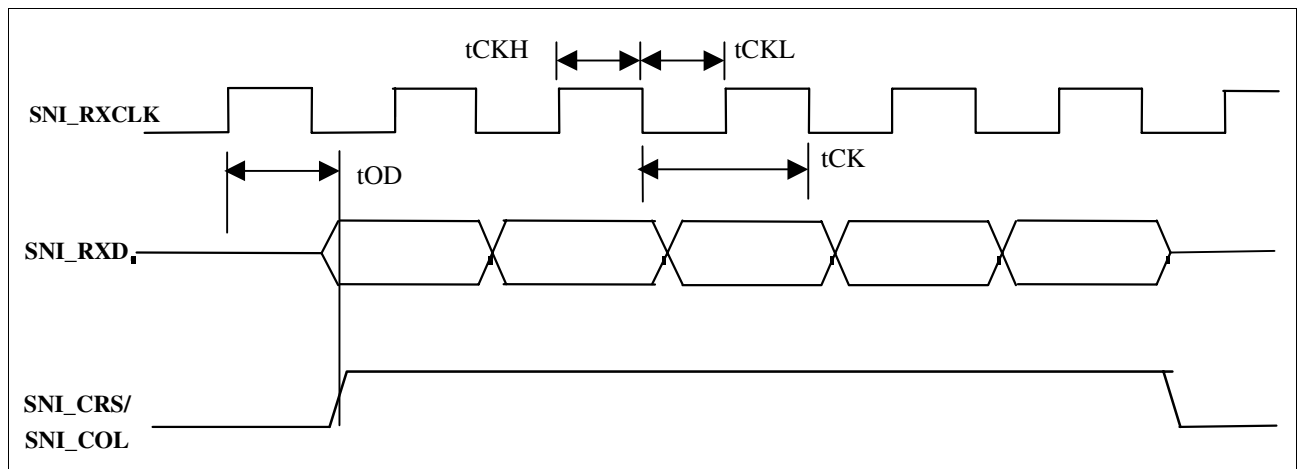 tCKH
tCKL
SNI_RXCLK
tOD
tCK
SNI_RXD
SNI_CRS/
SNI_COL